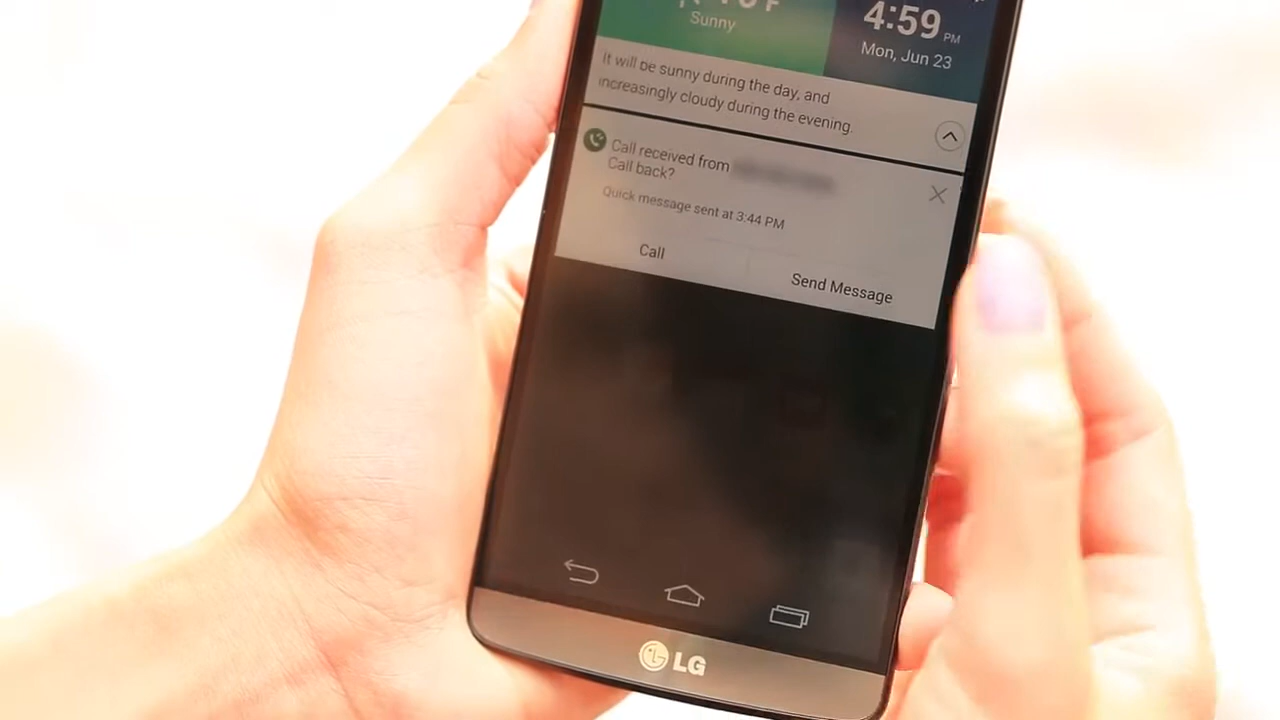 Sunny
4:59 PM
Mon, Jun 23
It will be sunny during the day, and
increasingly cloudy during the evening.
Call received from
Call back?
Quick message sent at 3:44 PM
Call
Send Message
LG